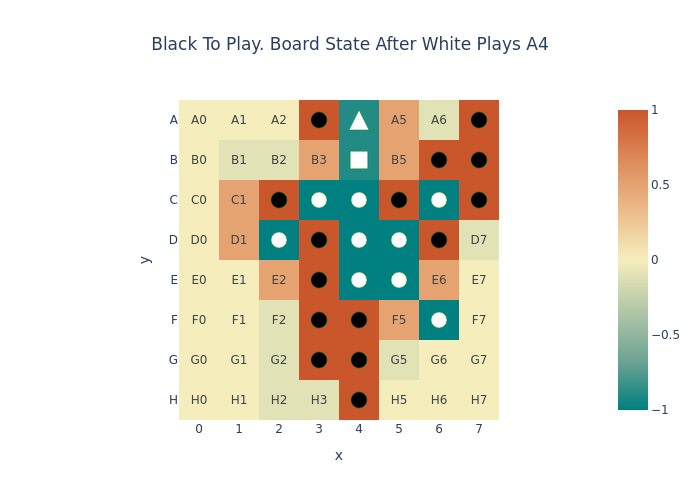 Black To Play. Board State After White Plays A4
A A0 A1 A2 A5 A6
B B0 B1 B2 B3 B5
C C0 C1
D D0 D1 D7
E E0 E1 E2 E6 E7
F F0 F1 F2 F5 F7
G G0 G1 G2 G5 G6 G7
H H0 H1 H2 H3 H5 H6 H7
0 1 2 3 4 5 6 7
x
y
1
0.5
0
−0.5
−1